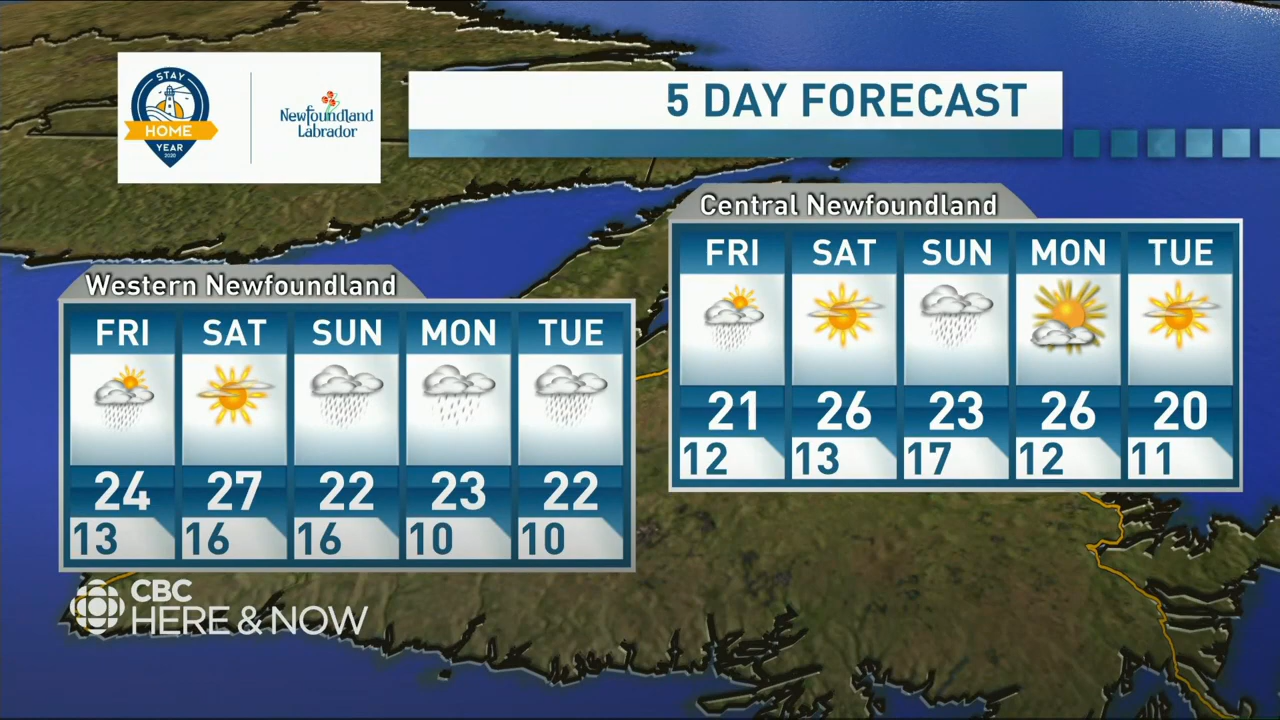 STAY
HOME
YEAR
2020
Newfoundland
Labrador
5 DAY FORECAST
Central Newfoundland
FRI SAT SUN MON TUE
21 26 23 26 20
12 13 17 12 11
Western Newfoundland
FRI SAT SUN MON TUE
24 27 22 23 22
13 16 16 10 10
CBC
HERE & NOW